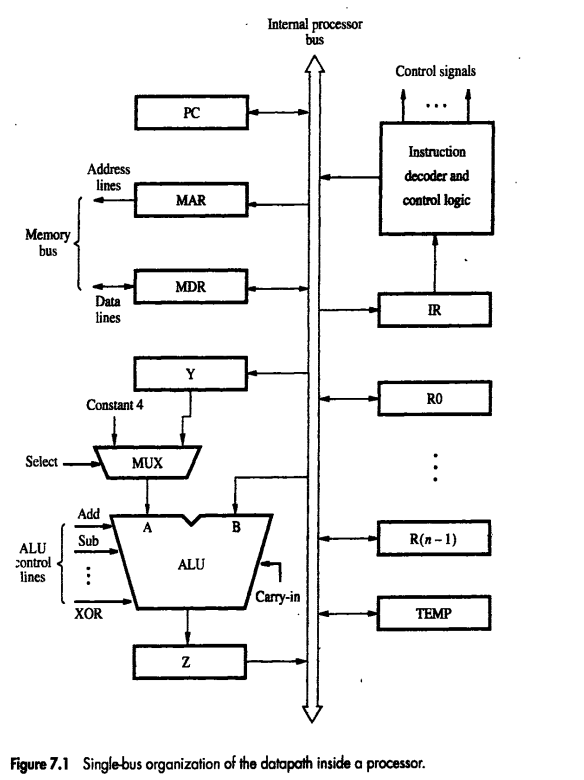 Internal processor
bus
Control signals
...
PC
Instruction
decoder and
control logic
Address
lines
MAR
Memory
bus
MDR
Data
lines
IR
Y
Constant 4
R0
Select
MUX
Add
A
B
Sub
ALU
control
lines
ALU
R(n − 1)
Carry-in
XOR
TEMP
Z
Figure 7.1 Single-bus organization of the datapath inside a processor.